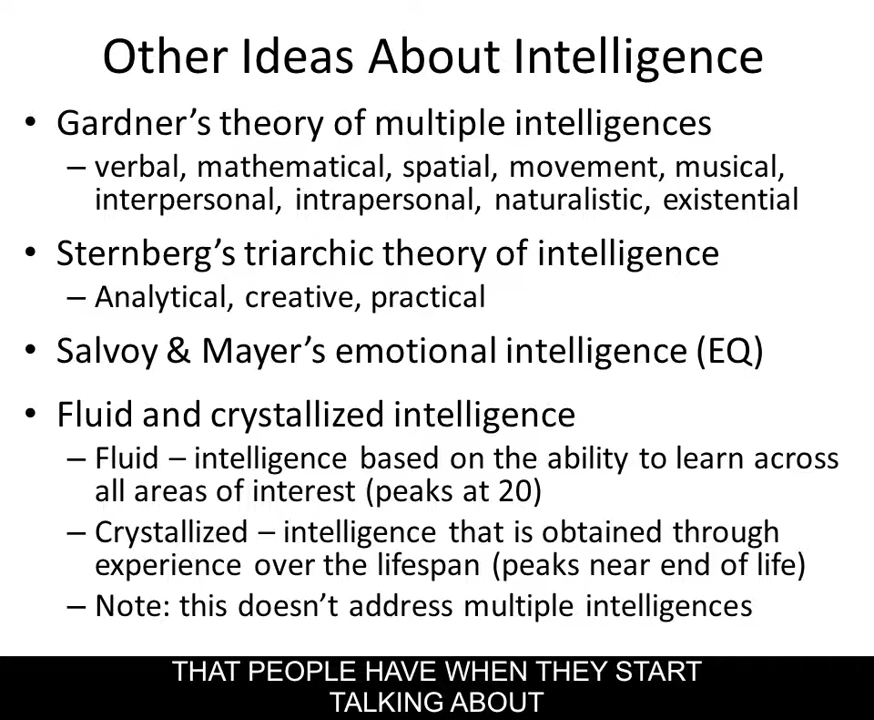 Other Ideas About Intelligence
• Gardner's theory of multiple intelligences
– verbal, mathematical, spatial, movement, musical,
interpersonal, intrapersonal, naturalistic, existential
• Sternberg's triarchic theory of intelligence
– Analytical, creative, practical
• Salvoy & Mayer's emotional intelligence (EQ)
• Fluid and crystallized intelligence
– Fluid – intelligence based on the ability to learn across
all areas of interest (peaks at 20)
– Crystallized – intelligence that is obtained through
experience over the lifespan (peaks near end of life)
– Note: this doesn't address multiple intelligences
THAT PEOPLE HAVE WHEN THEY START
TALKING ABOUT